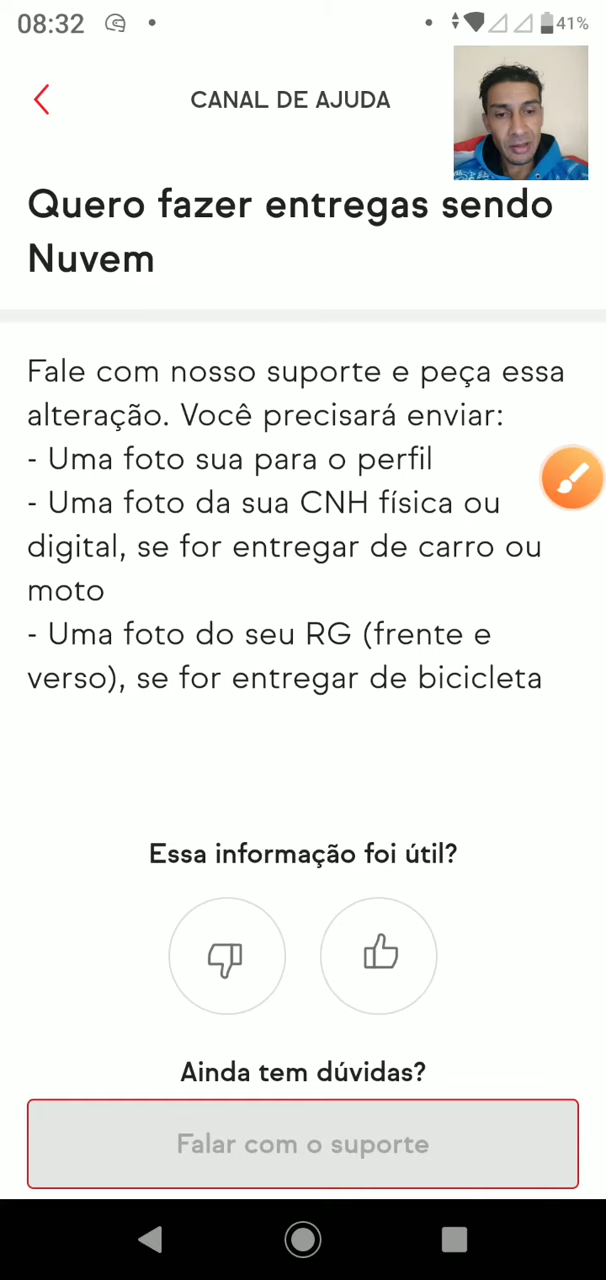 08:32
41%
CANAL DE AJUDA
Quero fazer entregas sendo
Nuvem
Fale com nosso suporte e peça essa
alteração. Você precisará enviar:
- Uma foto sua para o perfil
- Uma foto da sua CNH física ou
digital, se for entregar de carro ou
moto
- Uma foto do seu RG (frente e
verso), se for entregar de bicicleta
Essa informação foi útil?
Ainda tem dúvidas?
Falar com o suporte